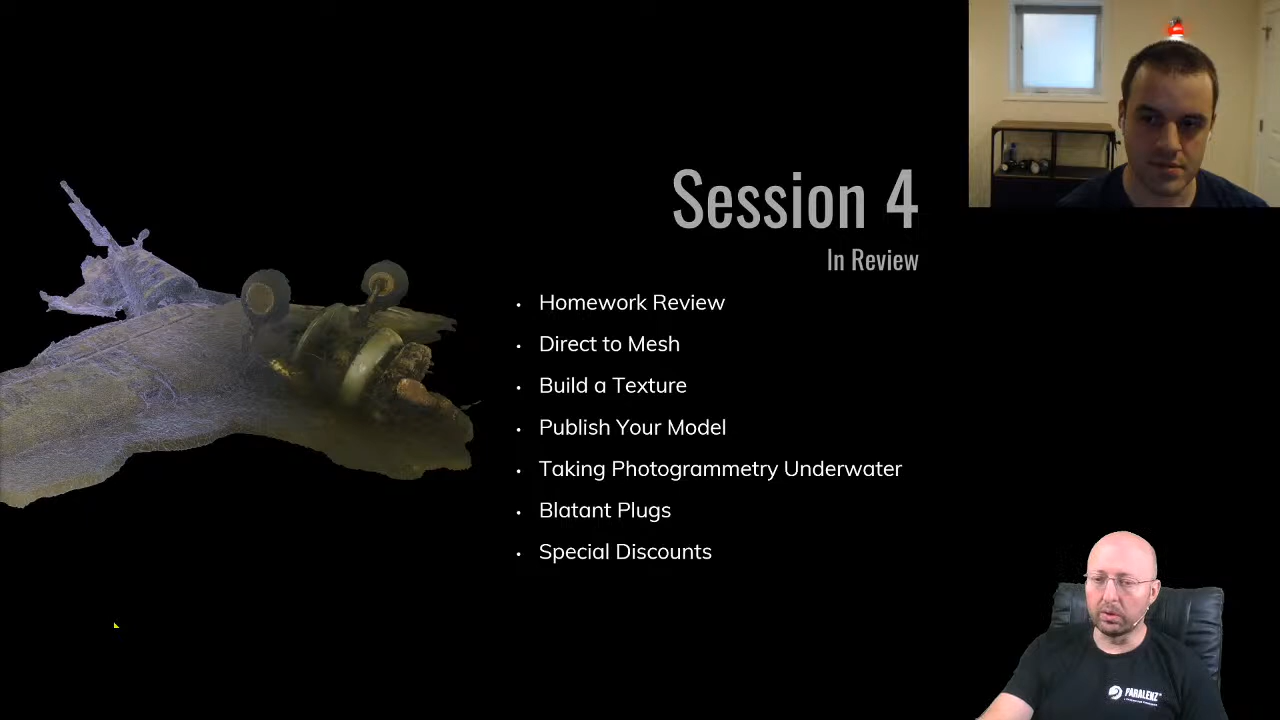 Session 4
In Review
• Homework Review
• Direct to Mesh
• Build a Texture
• Publish Your Model
• Taking Photogrammetry Underwater
• Blatant Plugs
• Special Discounts
PARALENZ